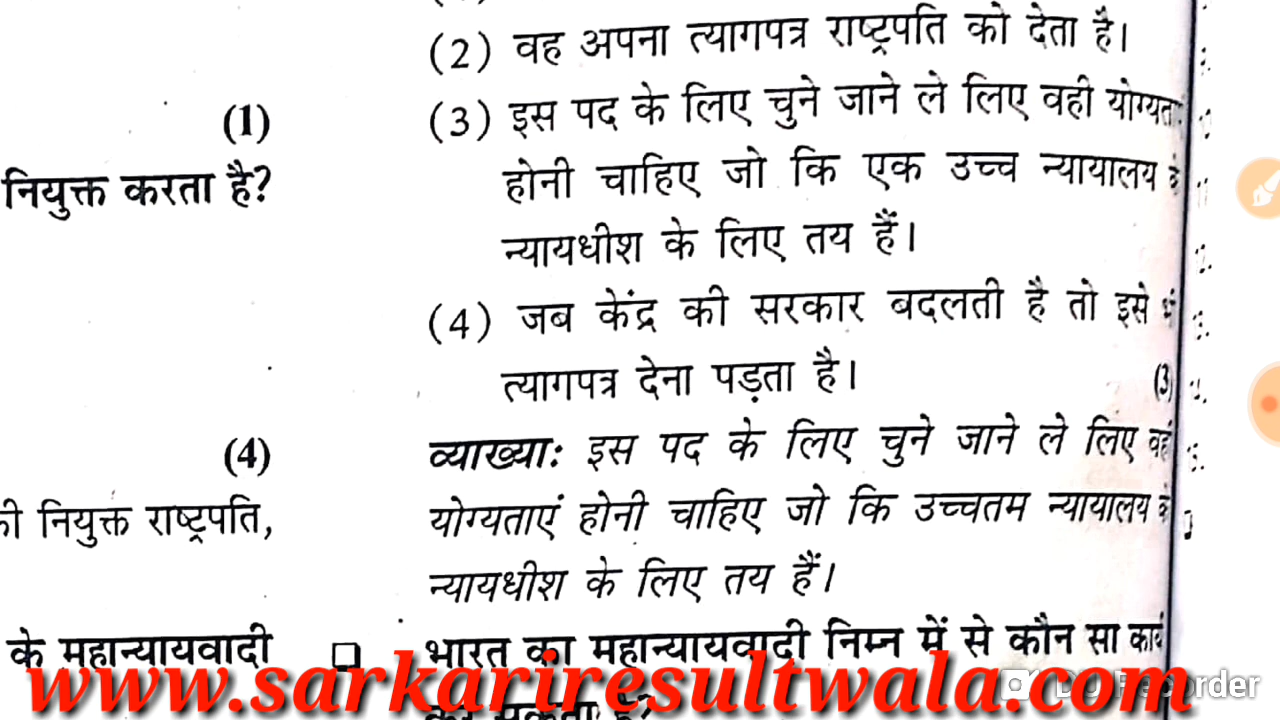 (1)
नियुक्त करता है?
(4)
नियुक्त राष्ट्रपति,
के महान्यायवादी
(2) वह अपना त्यागपत्र राष्ट्रपति को देता है।
(3) इस पद के लिए चुने जाने ले लिए वही
होनी चाहिए जो कि एक उच्च न्यायालय
न्यायधीश के लिए तय हैं।
(4) जब केंद्र की सरकार बदलती है तो इसे
त्यागपत्र देना पड़ता है।
(3)
व्याख्या: इस पद के लिए चुने जाने ले लिए
योग्यताएं होनी चाहिए जो कि उच्चतम न्यायालय
न्यायधीश के लिए तय हैं।
भारत का महान्यायवादी निम्न में से कौन सा
www.sarkariresultwala.com
DU Recorder